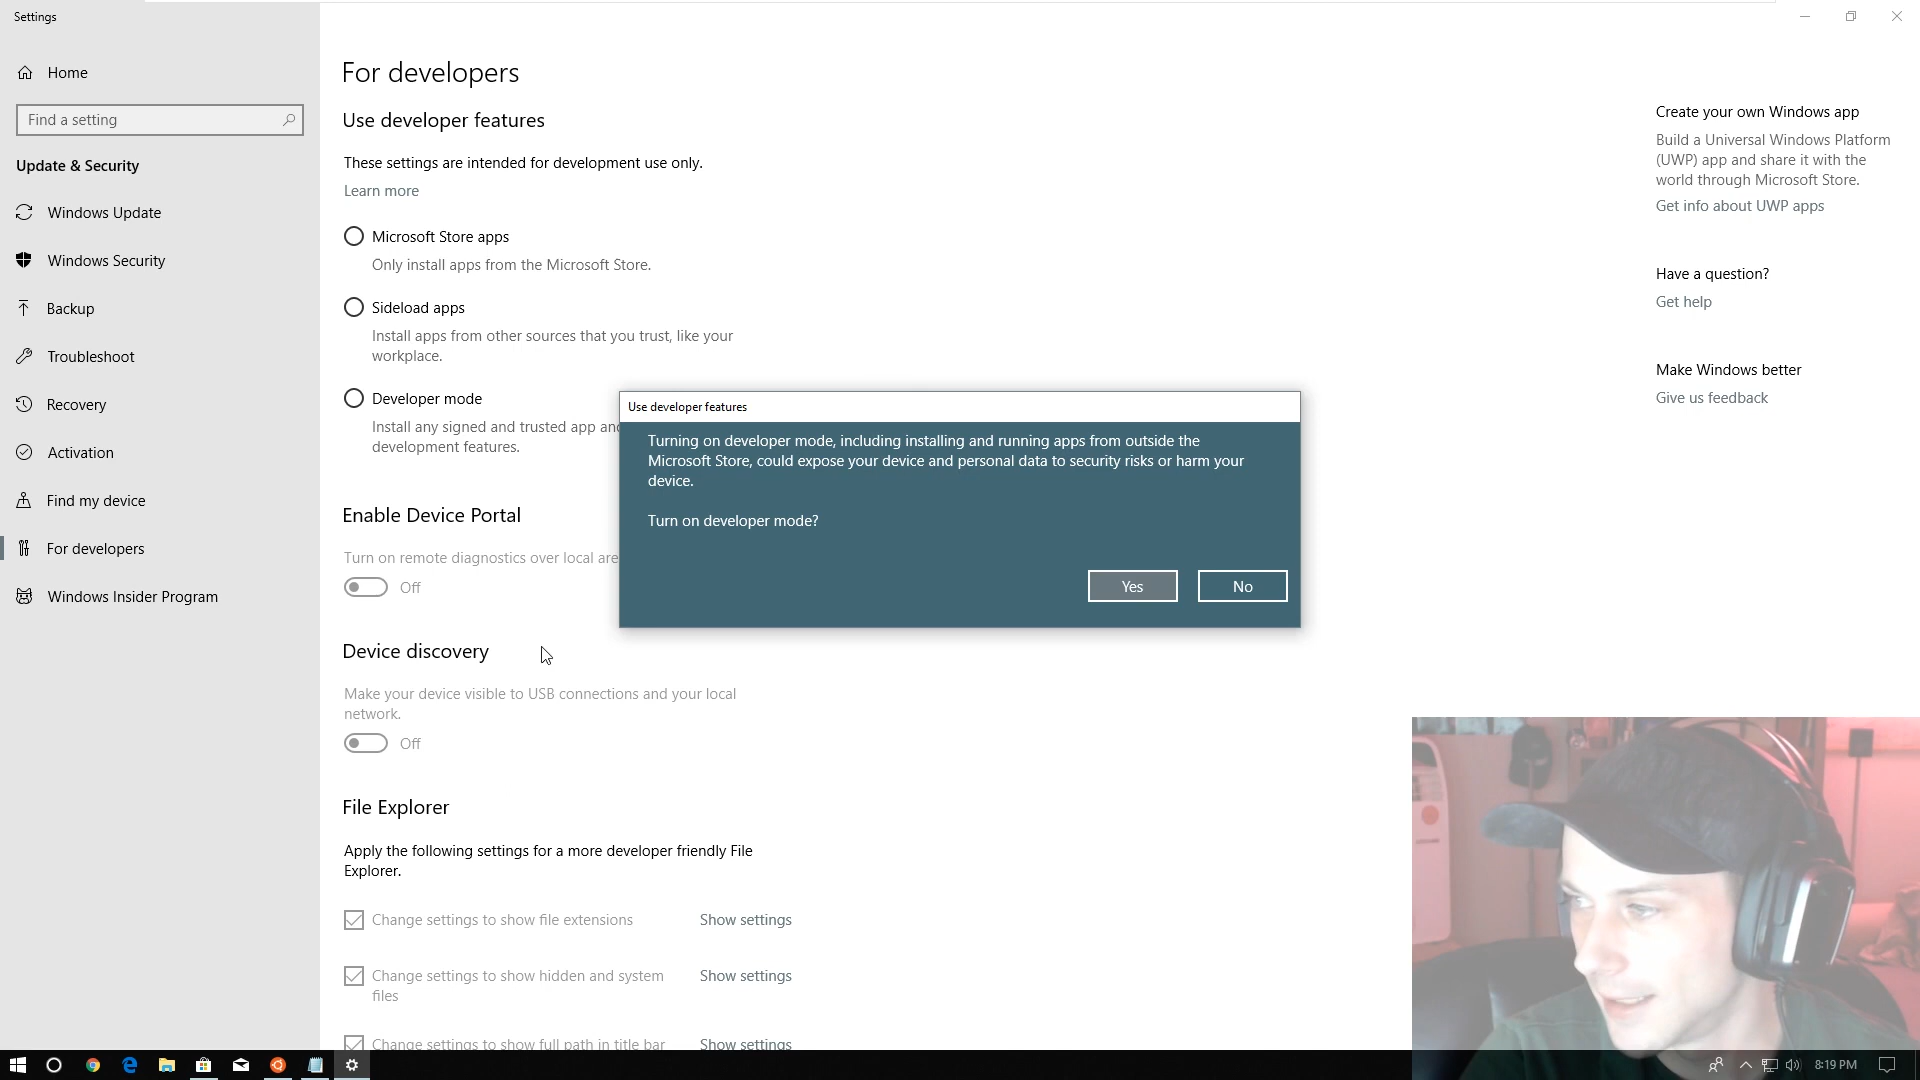 Settings
Home
Find a setting
Update & Security
Windows Update
Windows Security
Backup
Troubleshoot
Recovery
Activation
Find my device
For developers
Windows Insider Program
For developers
Use developer features
These settings are intended for development use only.
Learn more
Microsoft Store apps
Only install apps from the Microsoft Store.
Sideload apps
Install apps from other sources that you trust, like your
workplace.
Developer mode
Install any signed and trusted app and
development features.
Enable Device Portal
Turn on remote diagnostics over local are
Off
Device discovery
Make your device visible to USB connections and your local
network.
Off
File Explorer
Apply the following settings for a more developer friendly File
Explorer.
Change settings to show file extensions
Show settings
Change settings to show hidden and system
files
Show settings
Change settings to show full path in title bar
Show settings
Use developer features
Turning on developer mode, including installing and running apps from outside the
Microsoft Store, could expose your device and personal data to security risks or harm your
device.
Turn on developer mode?
Yes
No
Create your own Windows app
Build a Universal Windows Platform
(UWP) app and share it with the
world through Microsoft Store.
Get info about UWP apps
Have a question?
Get help
Make Windows better
Give us feedback
8:19 PM